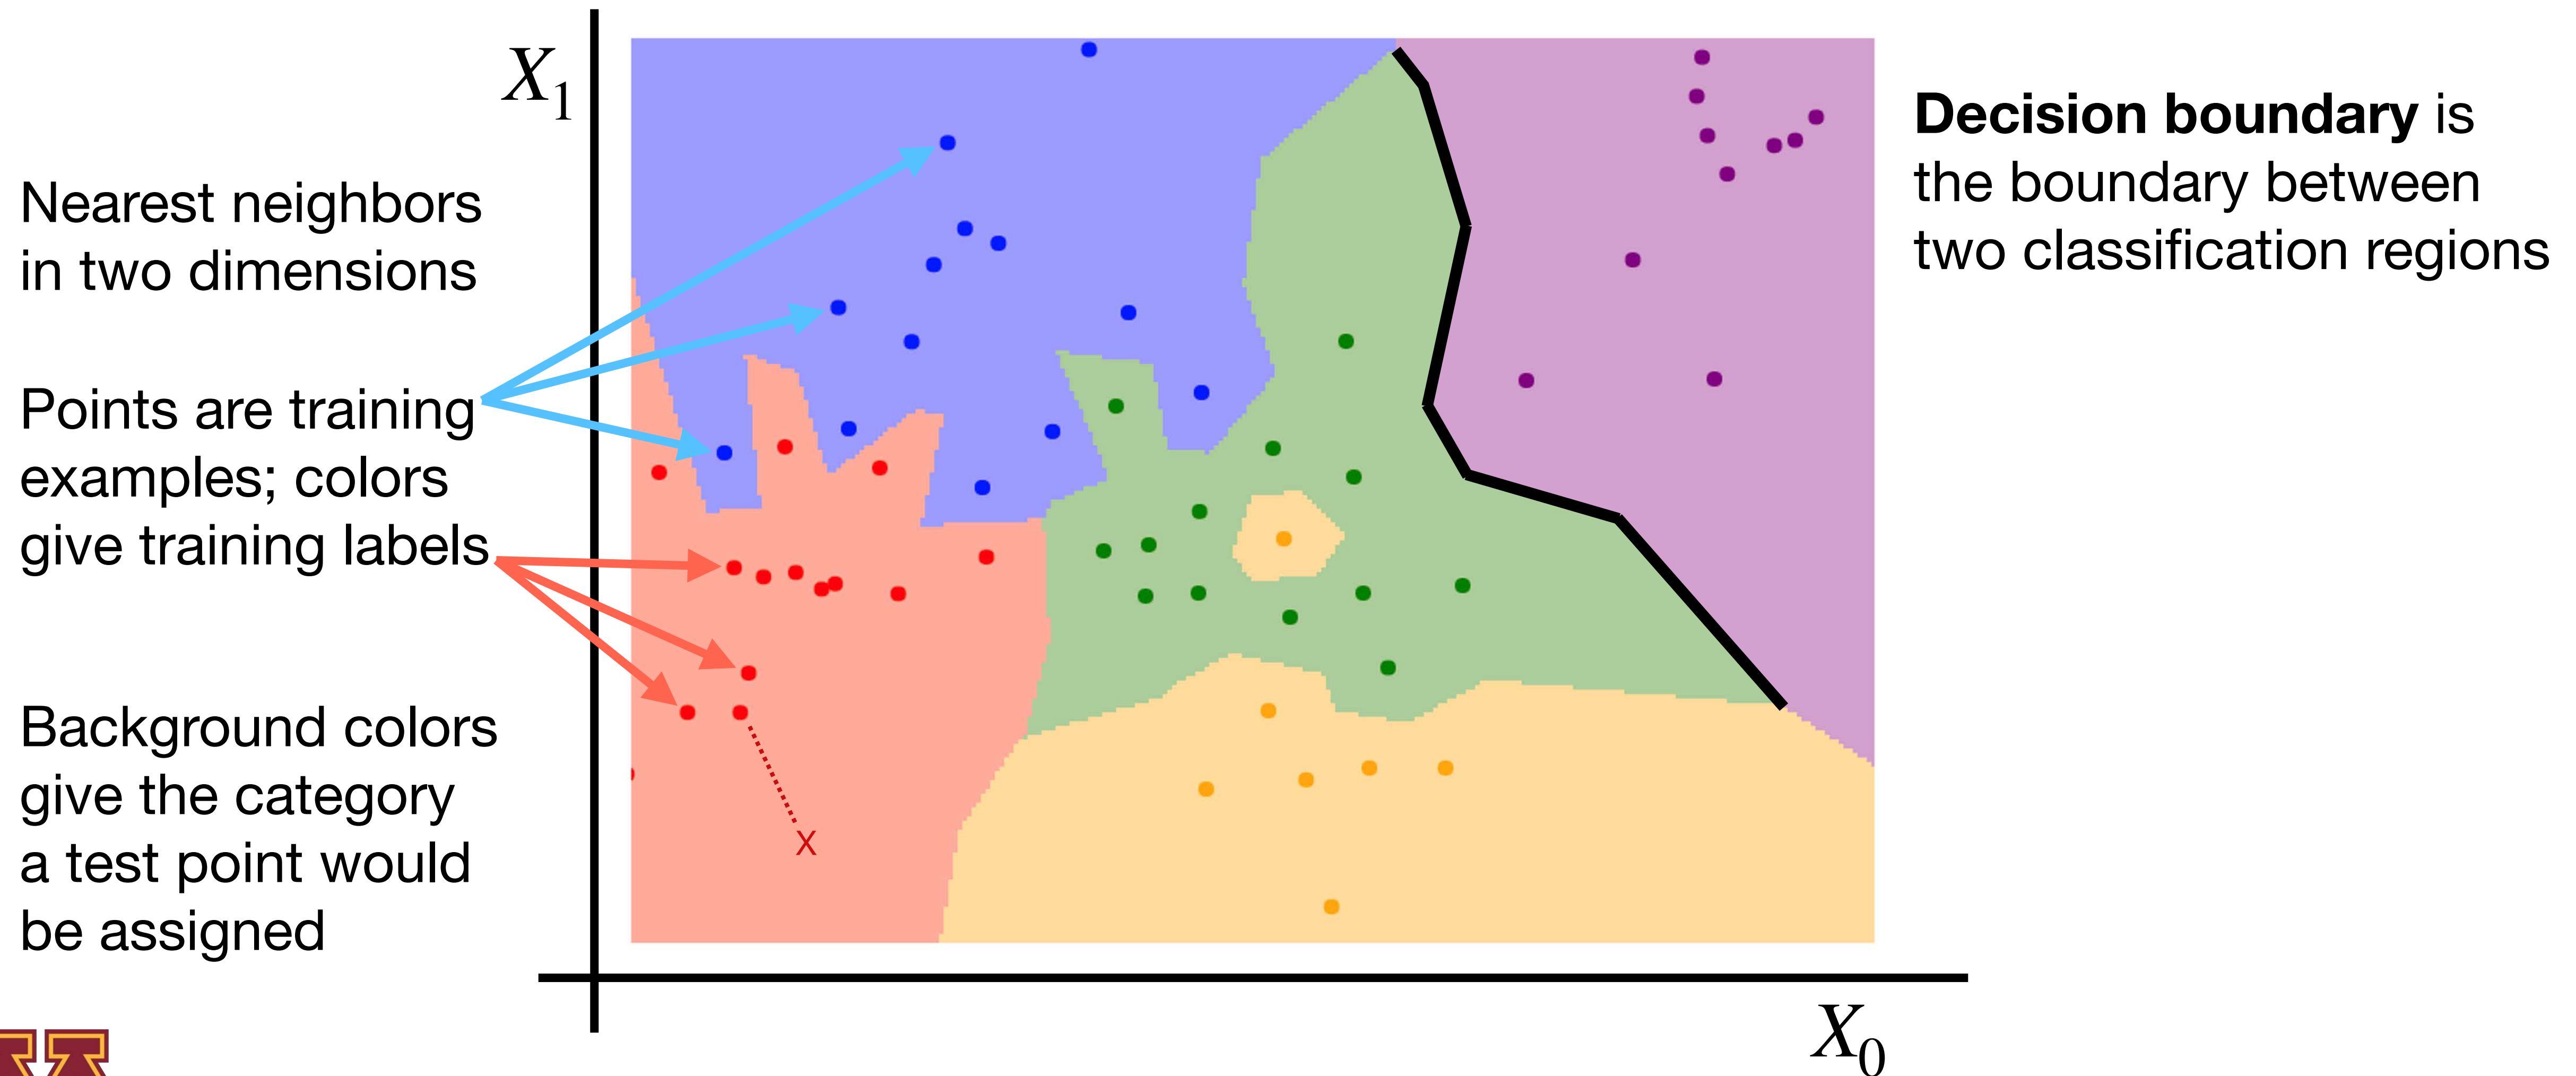 X₁
Nearest neighbors
in two dimensions
Points are training
examples; colors
give training labels
Background colors
give the category
a test point would
be assigned
X
Decision boundary is
the boundary between
two classification regions
X₀